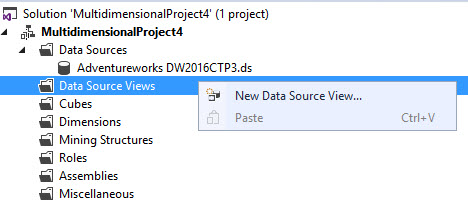 Solution 'MultidimensionalProject4' (1 project)
MultidimensionalProject4
Data Sources
Adventureworks DW2016CTP3.ds
Data Source Views
New Data Source View...
Cubes
Paste Ctrl+V
Dimensions
Mining Structures
Roles
Assemblies
Miscellaneous